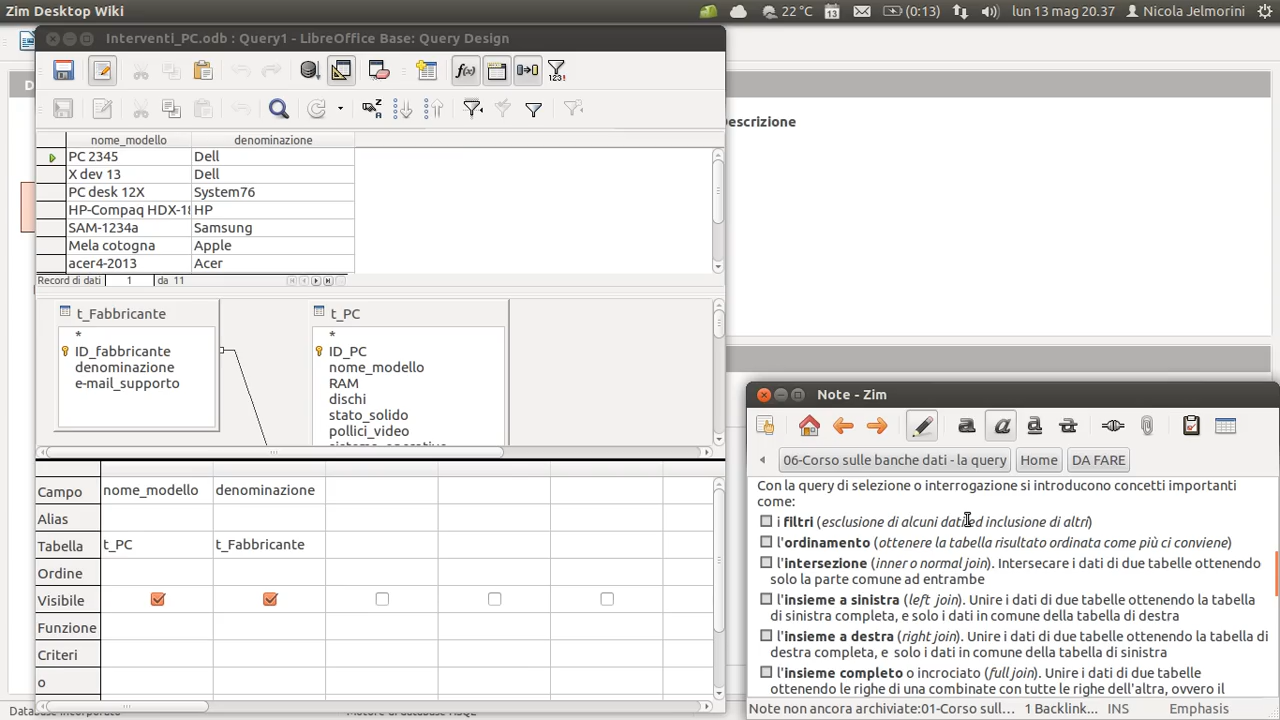 Zim Desktop Wiki
22 °C
13
(0:13)
lun 13 mag 20.37
Nicola Jelmorini
Interventi_PC.odb : Query1 - LibreOffice Base: Query Design
nome_modello denominazione
PC 2345 Dell
X dev 13 Dell
PC desk 12X System76
HP-Compaq HDX-18 HP
SAM-1234a Samsung
Mela cotogna Apple
acer4-2013 Acer
Record di dati 1 da 11
t_Fabbricante
*
ID_fabbricante
denominazione
e-mail_supporto
t_PC
*
ID_PC
nome_modello
RAM
dischi
stato_solido
pollici_video
Campo nome_modello denominazione
Alias
Tabella t_PC t_Fabbricante
Ordine
Visibile
Funzione
Criteri
o
D
Descrizione
Note - Zim
06-Corso sulle banche dati - la query Home DA FARE
Con la query di selezione o interrogazione si introducono concetti importanti
come:
i filtri (esclusione di alcuni dati ed inclusione di altri)
l'ordinamento (ottenere la tabella risultato ordinata come più ci conviene)
l'intersezione (inner o normal join). Intersecare i dati di due tabelle ottenendo
solo la parte comune ad entrambe
l'insieme a sinistra (left join). Unire i dati di due tabelle ottenendo la tabella
di sinistra completa, e solo i dati in comune della tabella di destra
l'insieme a destra (right join). Unire i dati di due tabelle ottenendo la tabella di
destra completa, e solo i dati in comune della tabella di sinistra
l'insieme completo o incrociato (full join). Unire i dati di due tabelle
ottenendo le righe di una combinate con tutte le righe dell'altra, ovvero il
Note non ancora archiviate:01-Corso sull... 1 Backlink... INS Emphasis